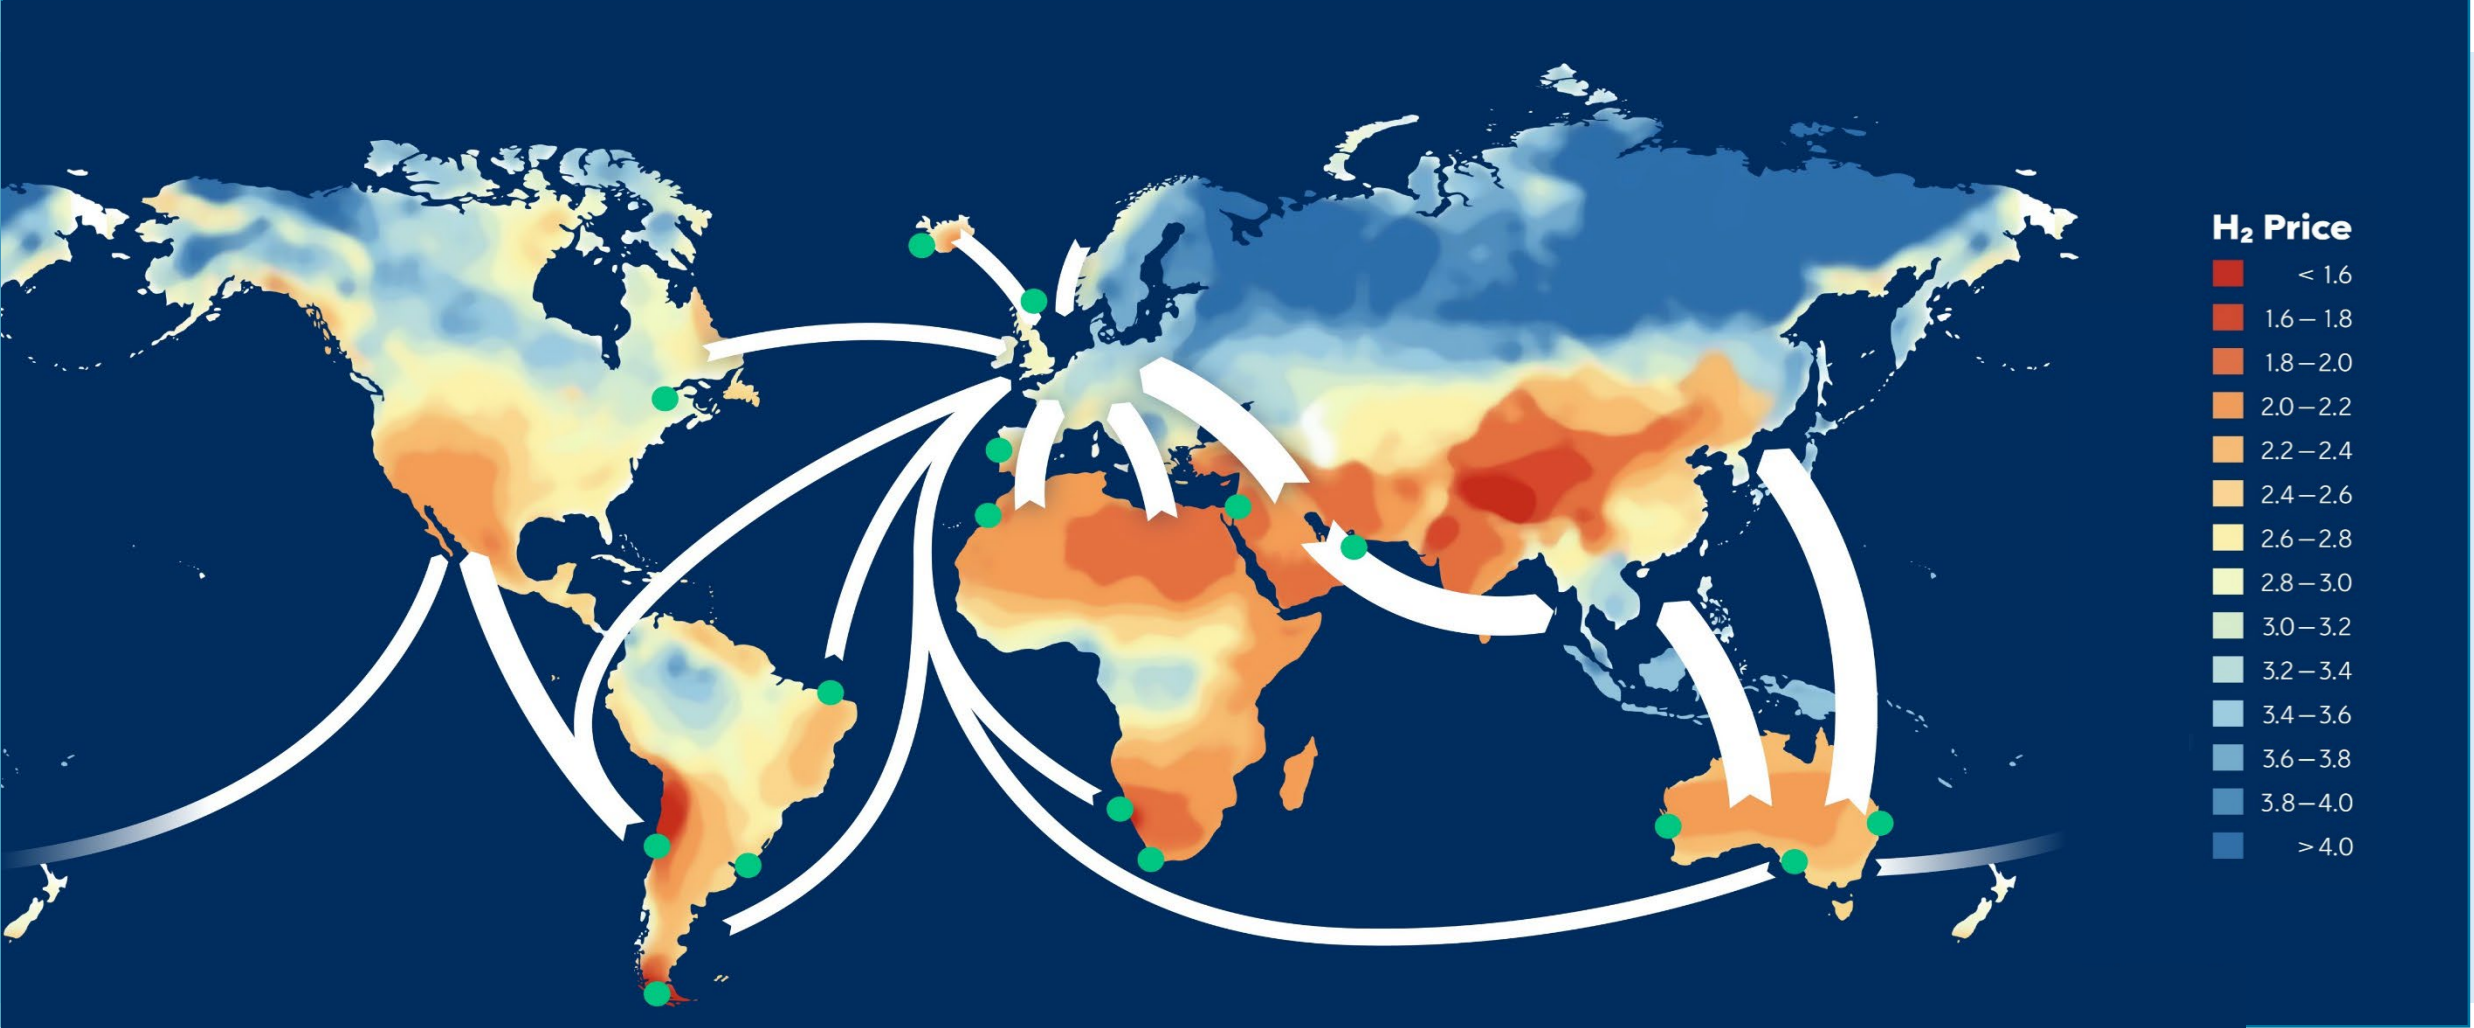 H₂ Price
< 1.6
1.6 – 1.8
1.8 – 2.0
2.0 – 2.2
2.2 – 2.4
2.4 – 2.6
2.6 – 2.8
2.8 – 3.0
3.0 – 3.2
3.2 – 3.4
3.4 – 3.6
3.6 – 3.8
3.8 – 4.0
> 4.0